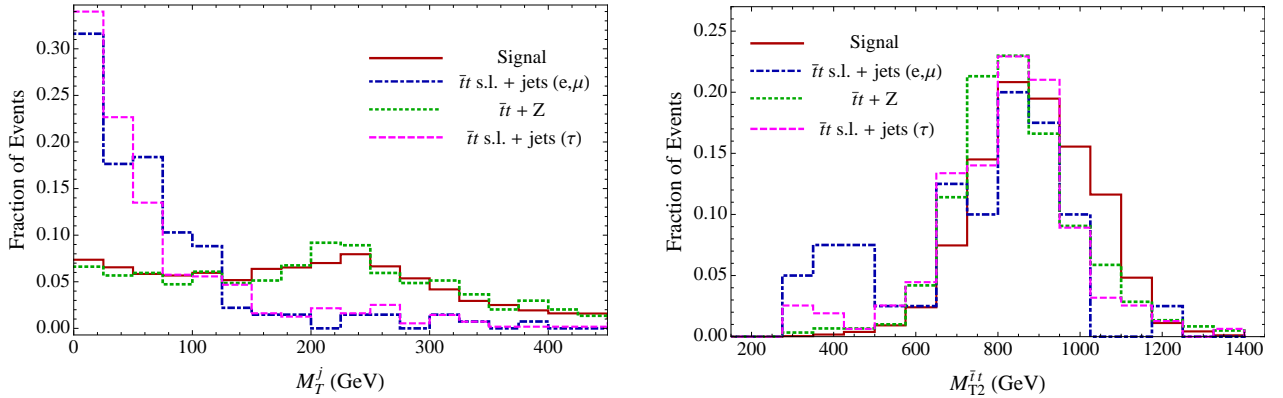 0.30
0.25
0.20
0.15
0.10
0.05
0.00
Fraction of Events
Signal
t̄t s.l. + jets (e,μ)
t̄t + Z
t̄t s.l. + jets (τ)
0 100 200 300 400
M_T^j (GeV)
0.25
0.20
0.15
0.10
0.05
0.00
Fraction of Events
Signal
t̄t s.l. + jets (e,μ)
t̄t + Z
t̄t s.l. + jets (τ)
200 400 600 800 1000 1200 1400
M_T2^t̄t (GeV)